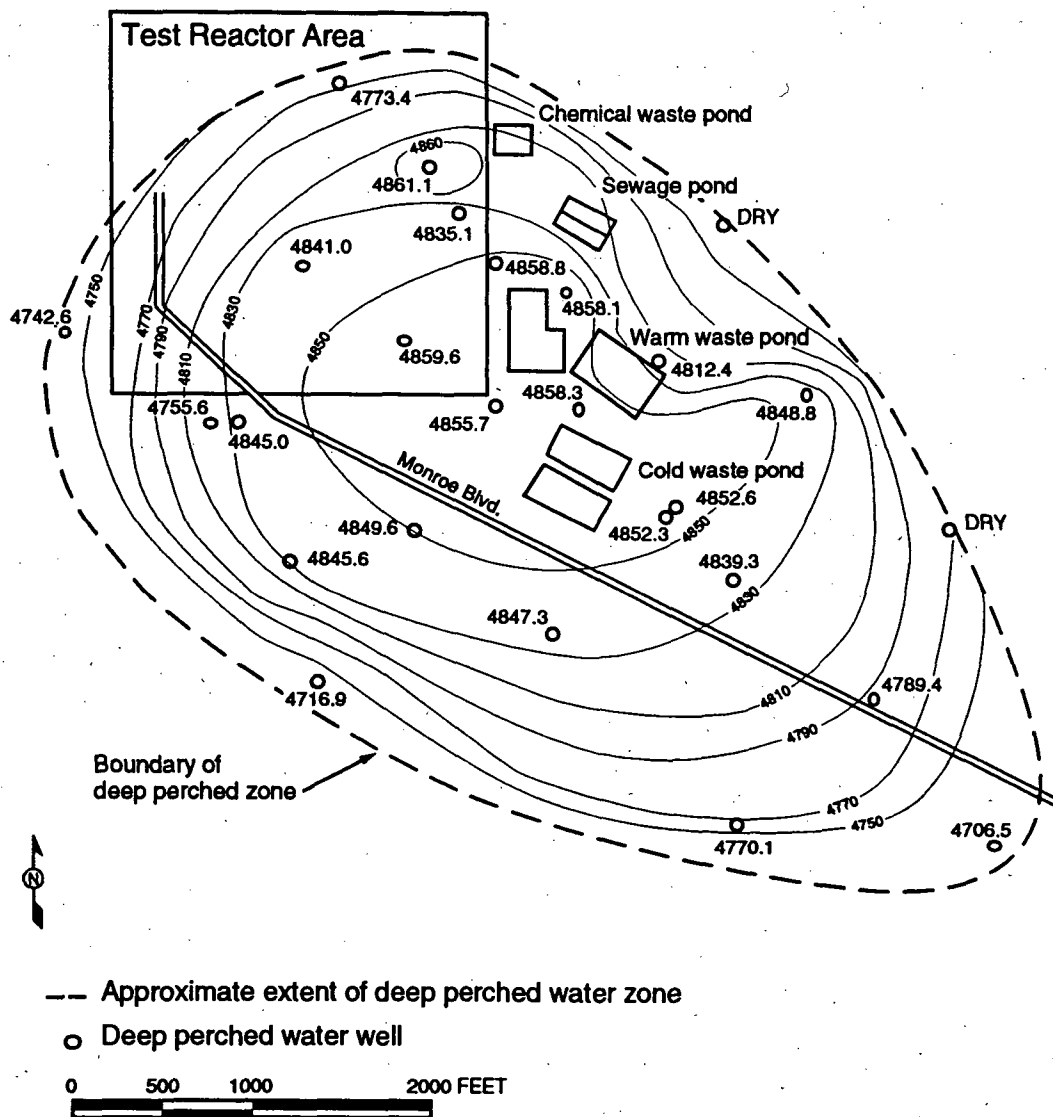 Test Reactor Area
4773.4
Chemical waste pond
4860
4861.1
Sewage pond
4835.1
DRY
4841.0
4858.8
4750
4858.1
4742.6
4770
4830
4790
4850
Warm waste pond
4810
4859.6
4812.4
4858.3
4755.6
4848.8
4845.0
4855.7
Monroe Blvd.
Cold waste pond
4852.6
4849.6
4852.3
4850
DRY
4845.6
4839.3
4830
4847.3
4716.9
4789.4
4810
4790
Boundary of
deep perched zone
4770
4750
4706.5
4770.1
N
Approximate extent of deep perched water zone
Deep perched water well
0 500 1000 2000 FEET